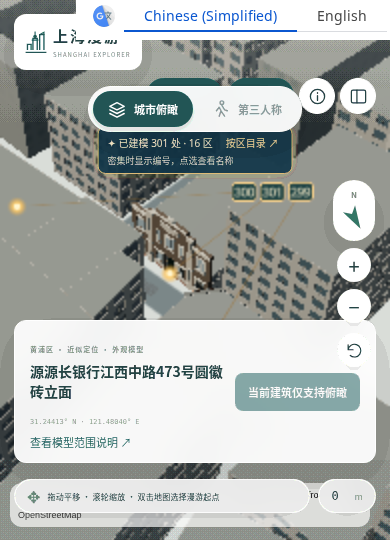 Chinese (Simplified)
English
上海漫游
SHANGHAI EXPLORER
城市俯瞰
第三人称
✦ 已建模 301 处 · 16 区 按区目录 ↗
密集时显示编号，点选查看名称
300 301 299
N
+
−
黄浦区 · 近似定位 · 外观模型
源源长银行江西中路473号圆徽
砖立面
当前建筑仅支持俯瞰
31.24413° N · 121.48040° E
查看模型范围说明 ↗
拖动平移 · 滚轮缩放 · 双击地图选择漫游起点
0 m
OpenStreetMap